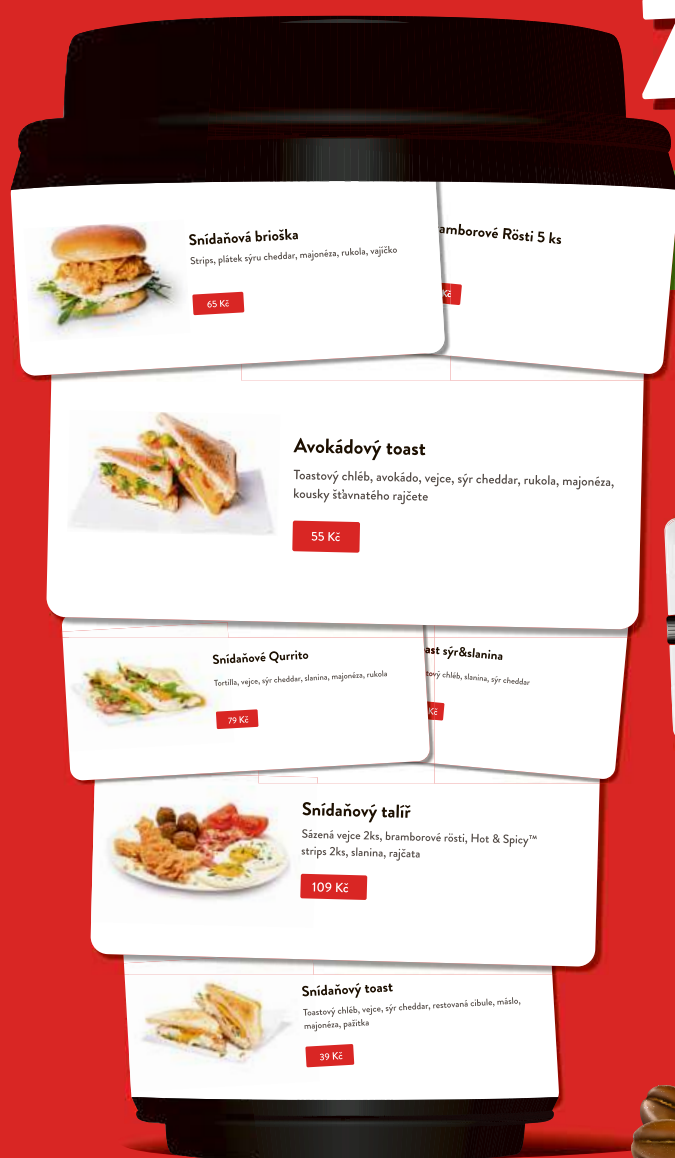 Snídaňová brioška
Strips, plátek sýru cheddar, majonéza, rukola, vajíčko
65 Kč
amborové Rösti 5 ks
Kč
Avokádový toast
Toastový chléb, avokádo, vejce, sýr cheddar, rukola, majonéza,
kousky šťavnatého rajčete
55 Kč
Snídaňové Qurrito
Tortilla, vejce, sýr cheddar, slanina, majonéza, rukola
79 Kč
ast sýr&slanina
tový chléb, slanina, sýr cheddar
Kč
Snídaňový talíř
Sázená vejce 2ks, bramborové rösti, Hot & Spicy™
strips 2ks, slanina, rajčata
109 Kč
Snídaňový toast
Toastový chléb, vejce, sýr cheddar, restovaná cibule, máslo,
majonéza, pažitka
39 Kč